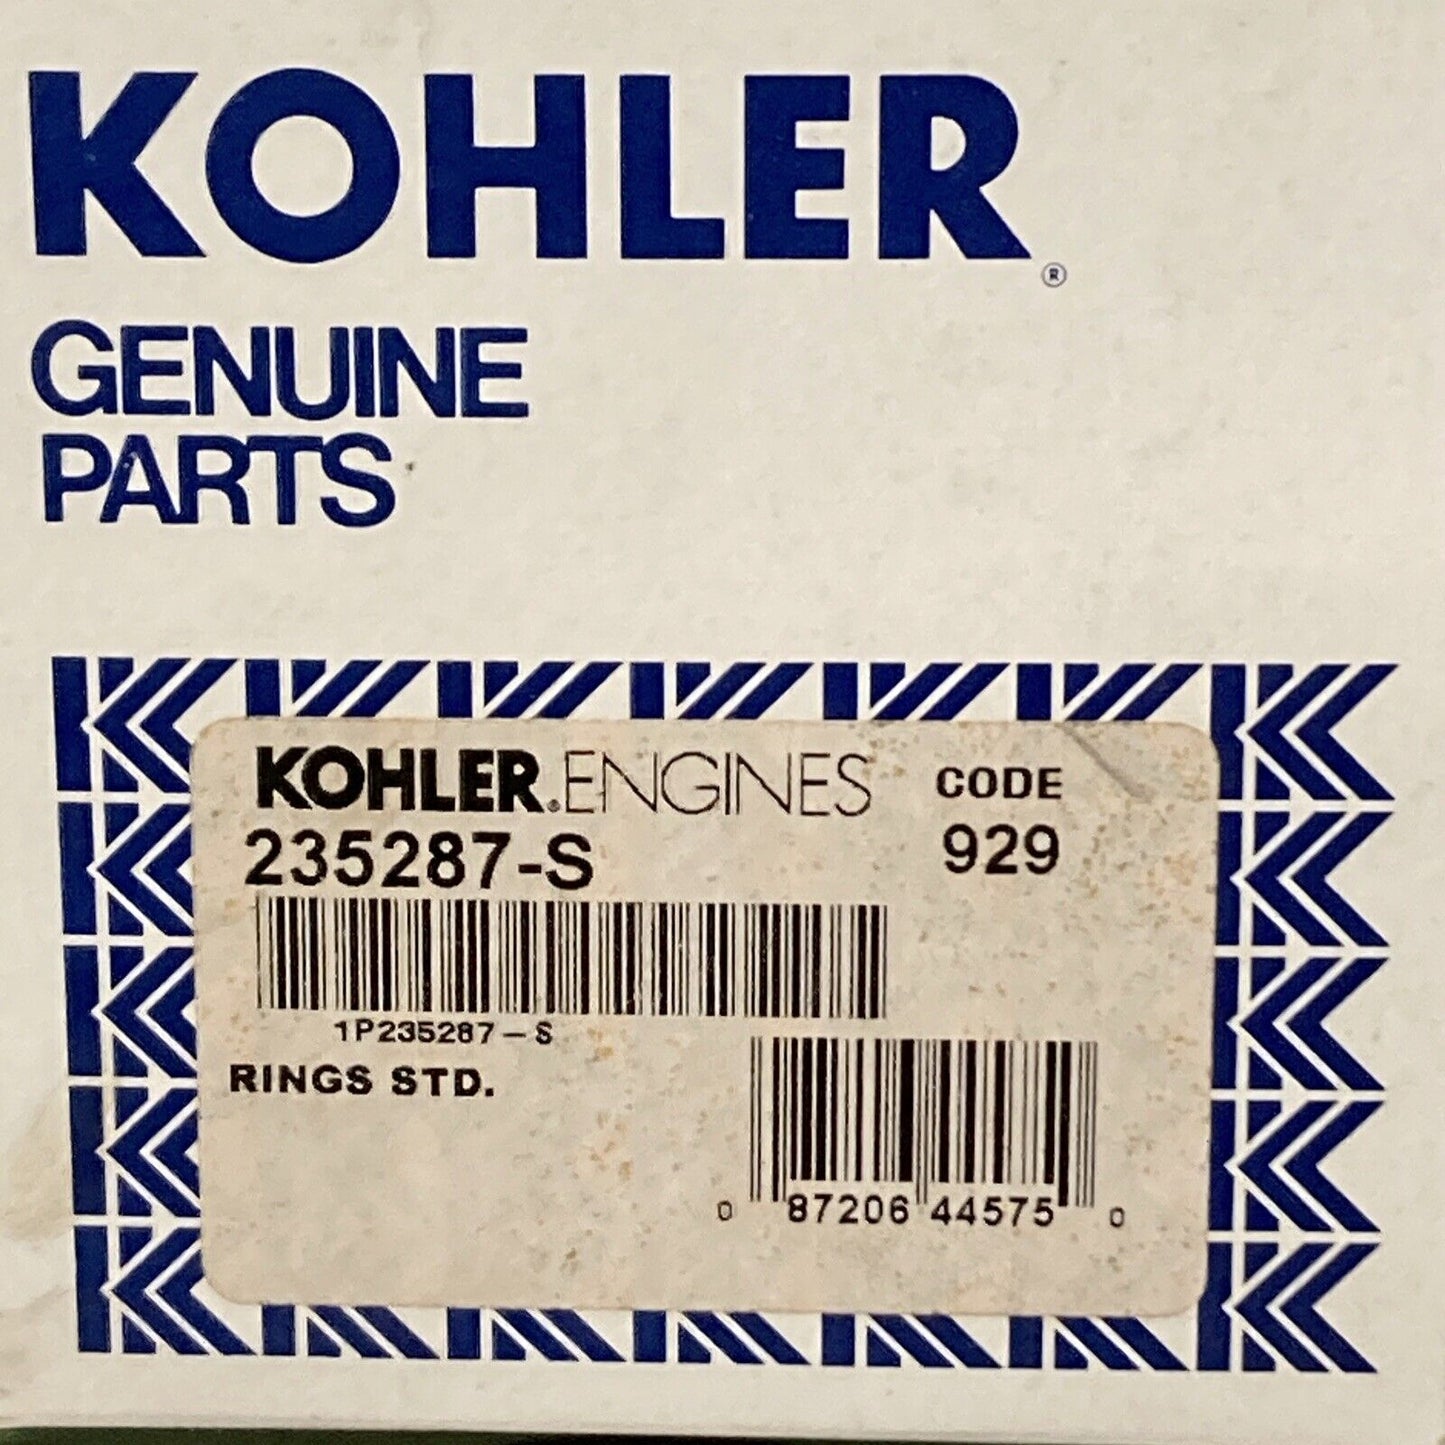 KOHLER®
GENUINE
PARTS
KOHLER®ENGINES
CODE
235287-S
929
1P235287-S
RINGS STD.
0 87206 44575 0